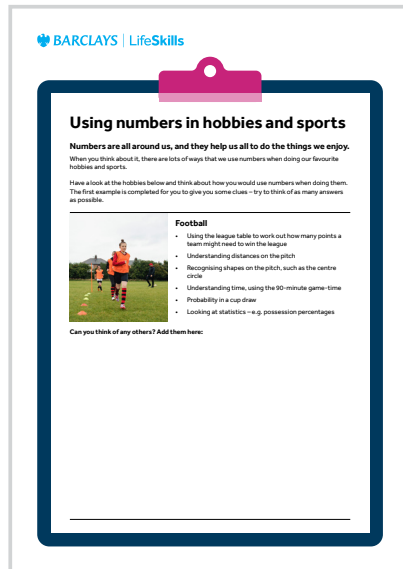 BARCLAYS | LifeSkills
Using numbers in hobbies and sports
Numbers are all around us, and they help us all to do the things we enjoy.
When you think about it, there are lots of ways that we use numbers when doing our favourite
hobbies and sports.
Have a look at the hobbies below and think about how you would use numbers when doing them.
The first example is completed for you to give you some clues – try to think of as many answers
as possible.
Football
• Using the league table to work out how many points a
team might need to win the league
• Understanding distances on the pitch
• Recognising shapes on the pitch, such as the centre
circle
• Understanding time, using the 90-minute game-time
• Probability in a cup draw
• Looking at statistics – e.g. possession percentages
Can you think of any others? Add them here: